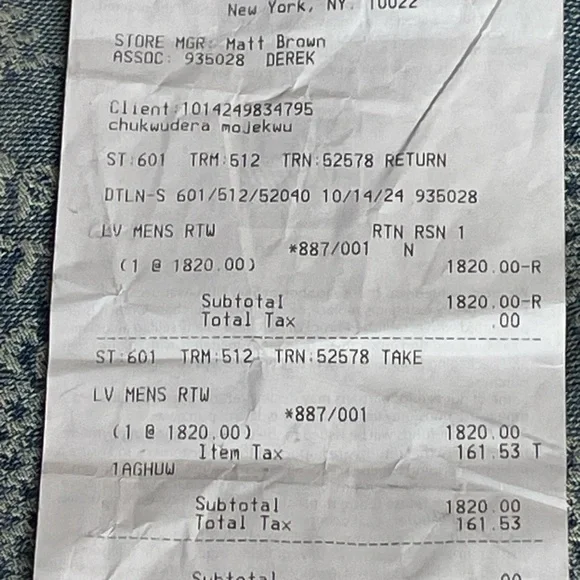 New York, NY. 10022
STORE MGR: Matt Brown
ASSOC: 935028 DEREK
Client:1014249834795
chukwudera mojekwu
ST:601 TRM:512 TRN:52578 RETURN
DTLN-S 601/512/52040 10/14/24 935028
LV MENS RTW RTN RSN 1
*887/001 N
(1 @ 1820.00) 1820.00-R
Subtotal 1820.00-R
Total Tax .00
ST:601 TRM:512 TRN:52578 TAKE
LV MENS RTW
*887/001
(1 @ 1820.00) 1820.00
Item Tax 161.53 T
1AGHUW
Subtotal 1820.00
Total Tax 161.53
Subtotal .00